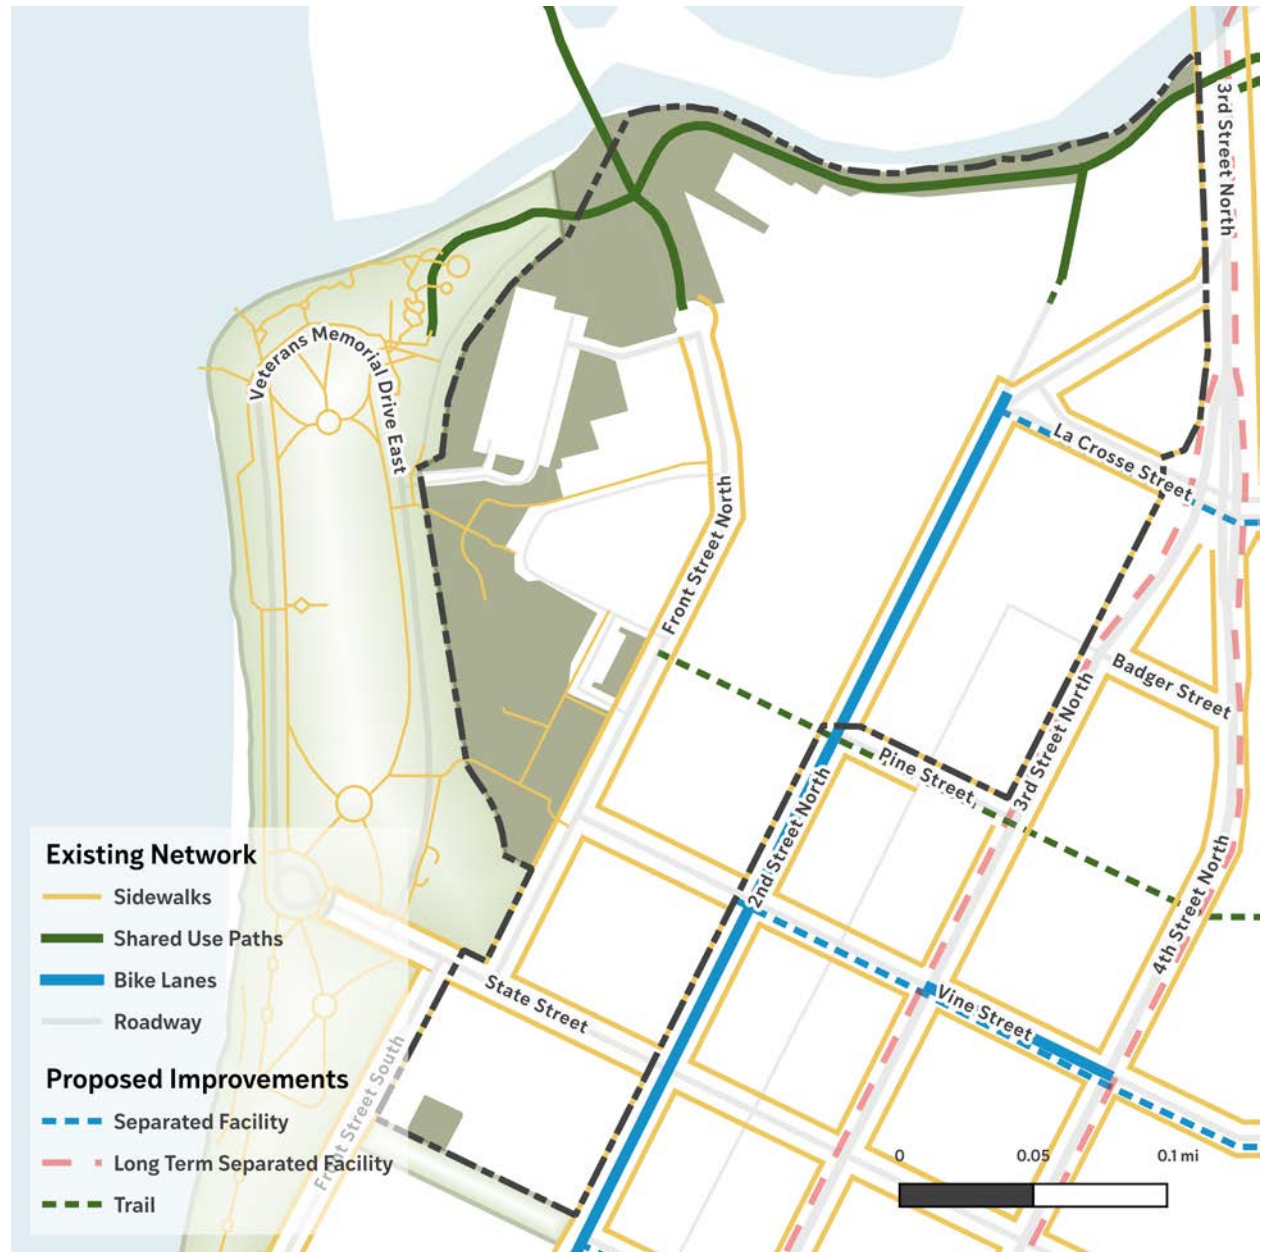 3rd Street North
Veterans Memorial Drive East
La Crosse Street
Front Street North
Badger Street
3rd Street North
Pine Street
2nd Street North
4th Street North
State Street
Vine Street
Front Street South
Existing Network
Sidewalks
Shared Use Paths
Bike Lanes
Roadway
Proposed Improvements
Separated Facility
Long Term Separated Facility
Trail
0 0.05 0.1 mi